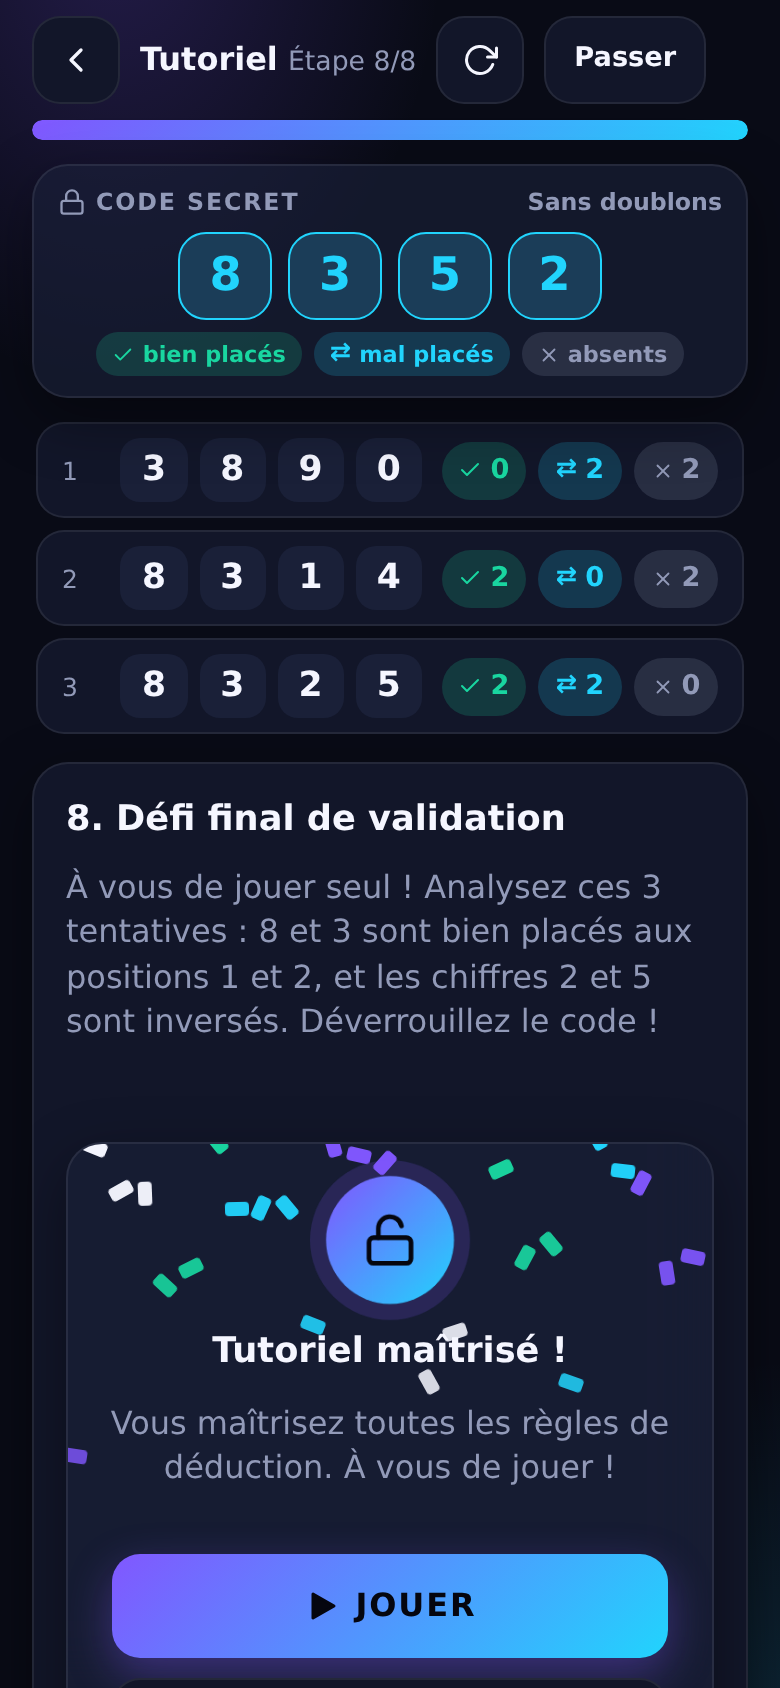 Tutoriel Étape 8/8 Passer
CODE SECRET Sans doublons
8 3 5 2
✓ bien placés ⇄ mal placés × absents
1 3 8 9 0 ✓ 0 ⇄ 2 × 2
2 8 3 1 4 ✓ 2 ⇄ 0 × 2
3 8 3 2 5 ✓ 2 ⇄ 2 × 0
8. Défi final de validation
À vous de jouer seul ! Analysez ces 3
tentatives : 8 et 3 sont bien placés aux
positions 1 et 2, et les chiffres 2 et 5
sont inversés. Déverrouillez le code !
Tutoriel maîtrisé !
Vous maîtrisez toutes les règles de
déduction. À vous de jouer !
JOUER